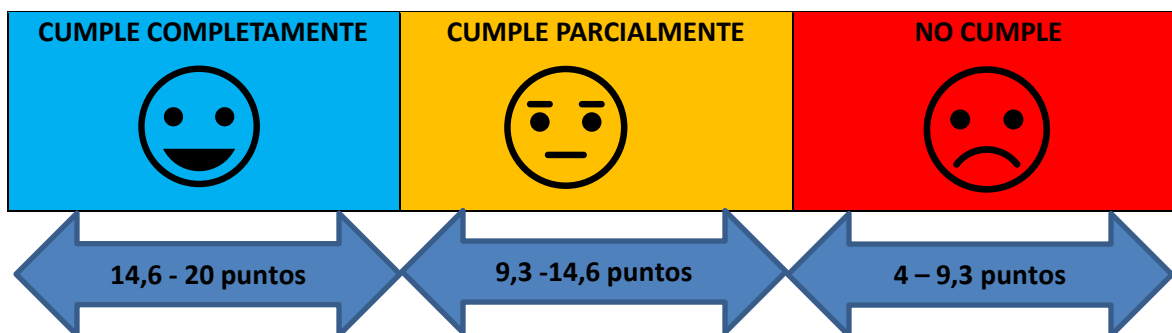 CUMPLE COMPLETAMENTE
CUMPLE PARCIALMENTE
NO CUMPLE
14,6 - 20 puntos
9,3 -14,6 puntos
4 – 9,3 puntos